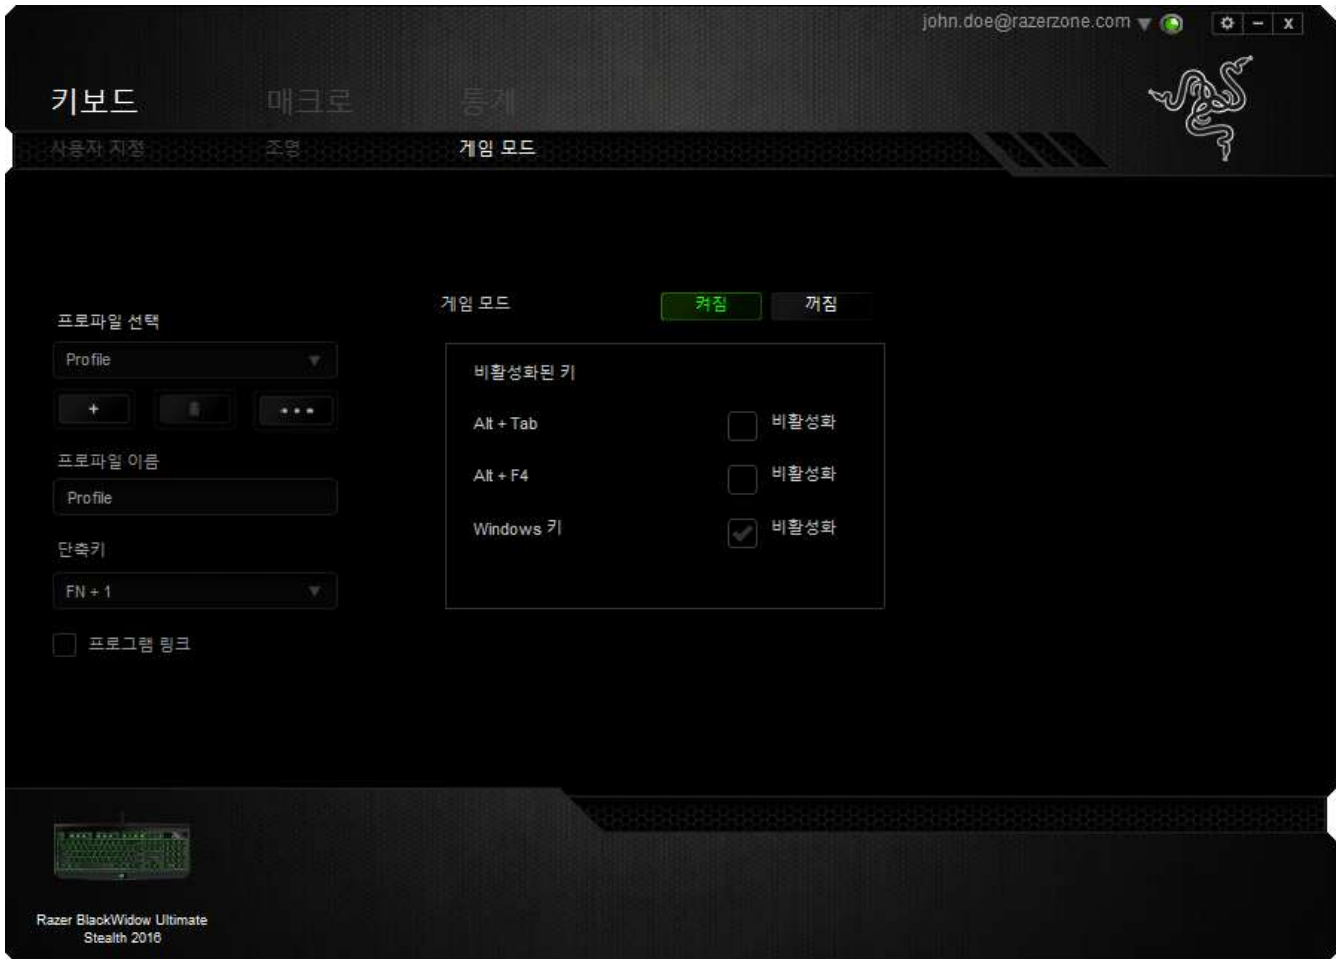 john.doe@razerzone.com
키보드 매크로 통계
사용자 지정 조명 게임 모드
프로파일 선택
Profile
프로파일 이름
Profile
단축키
FN + 1
프로그램 링크
게임 모드 켜짐 꺼짐
비활성화된 키
Alt + Tab 비활성화
Alt + F4 비활성화
Windows 키 비활성화
Razer BlackWidow Ultimate
Stealth 2016